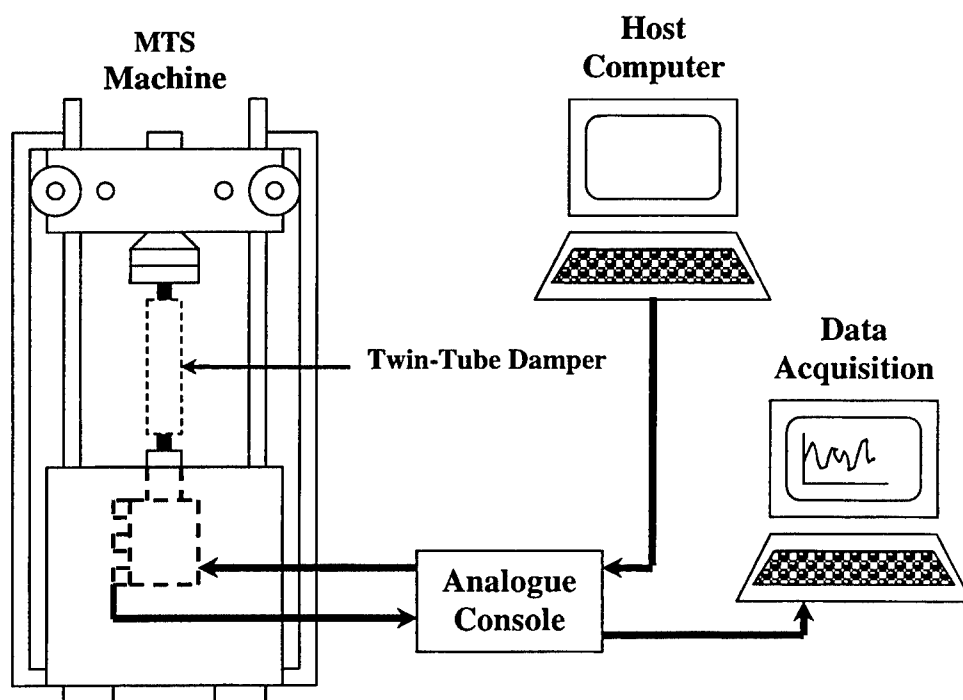 MTS
Machine
Host
Computer
Twin-Tube Damper
Data
Acquisition
Analogue
Console